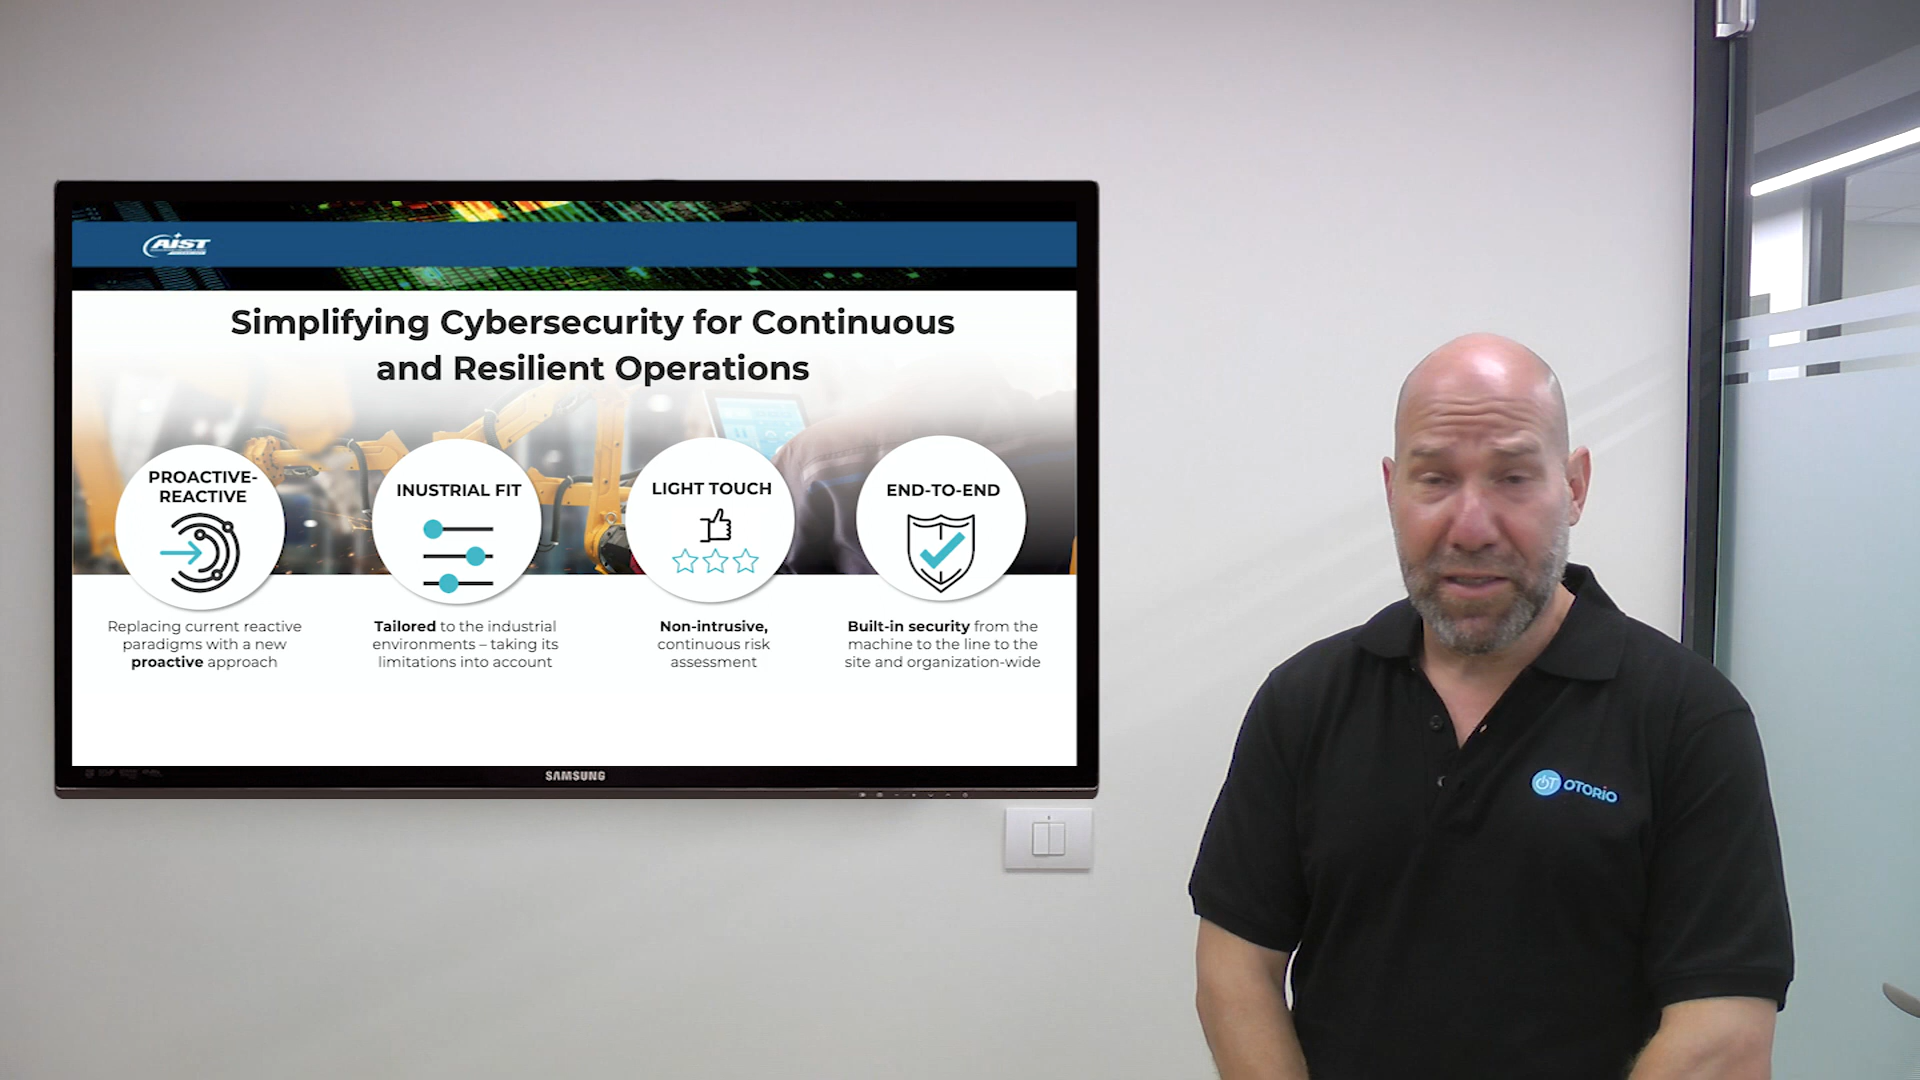 AIST
Simplifying Cybersecurity for Continuous
and Resilient Operations
PROACTIVE-
REACTIVE
INUSTRIAL FIT
LIGHT TOUCH
END-TO-END
Replacing current reactive
paradigms with a new
proactive approach
Tailored to the industrial
environments – taking its
limitations into account
Non-intrusive,
continuous risk
assessment
Built-in security from the
machine to the line to the
site and organization-wide
SAMSUNG
OT OTORIO